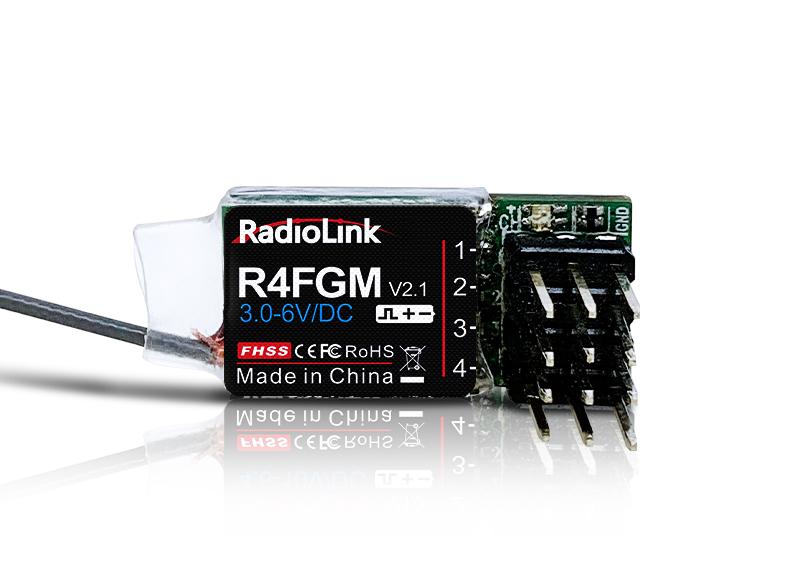 RadioLink
R4FGM V2.1
3.0-6V/DC + −
FHSS CE FC RoHS
Made in China
1-
2-
3-
4-
GND